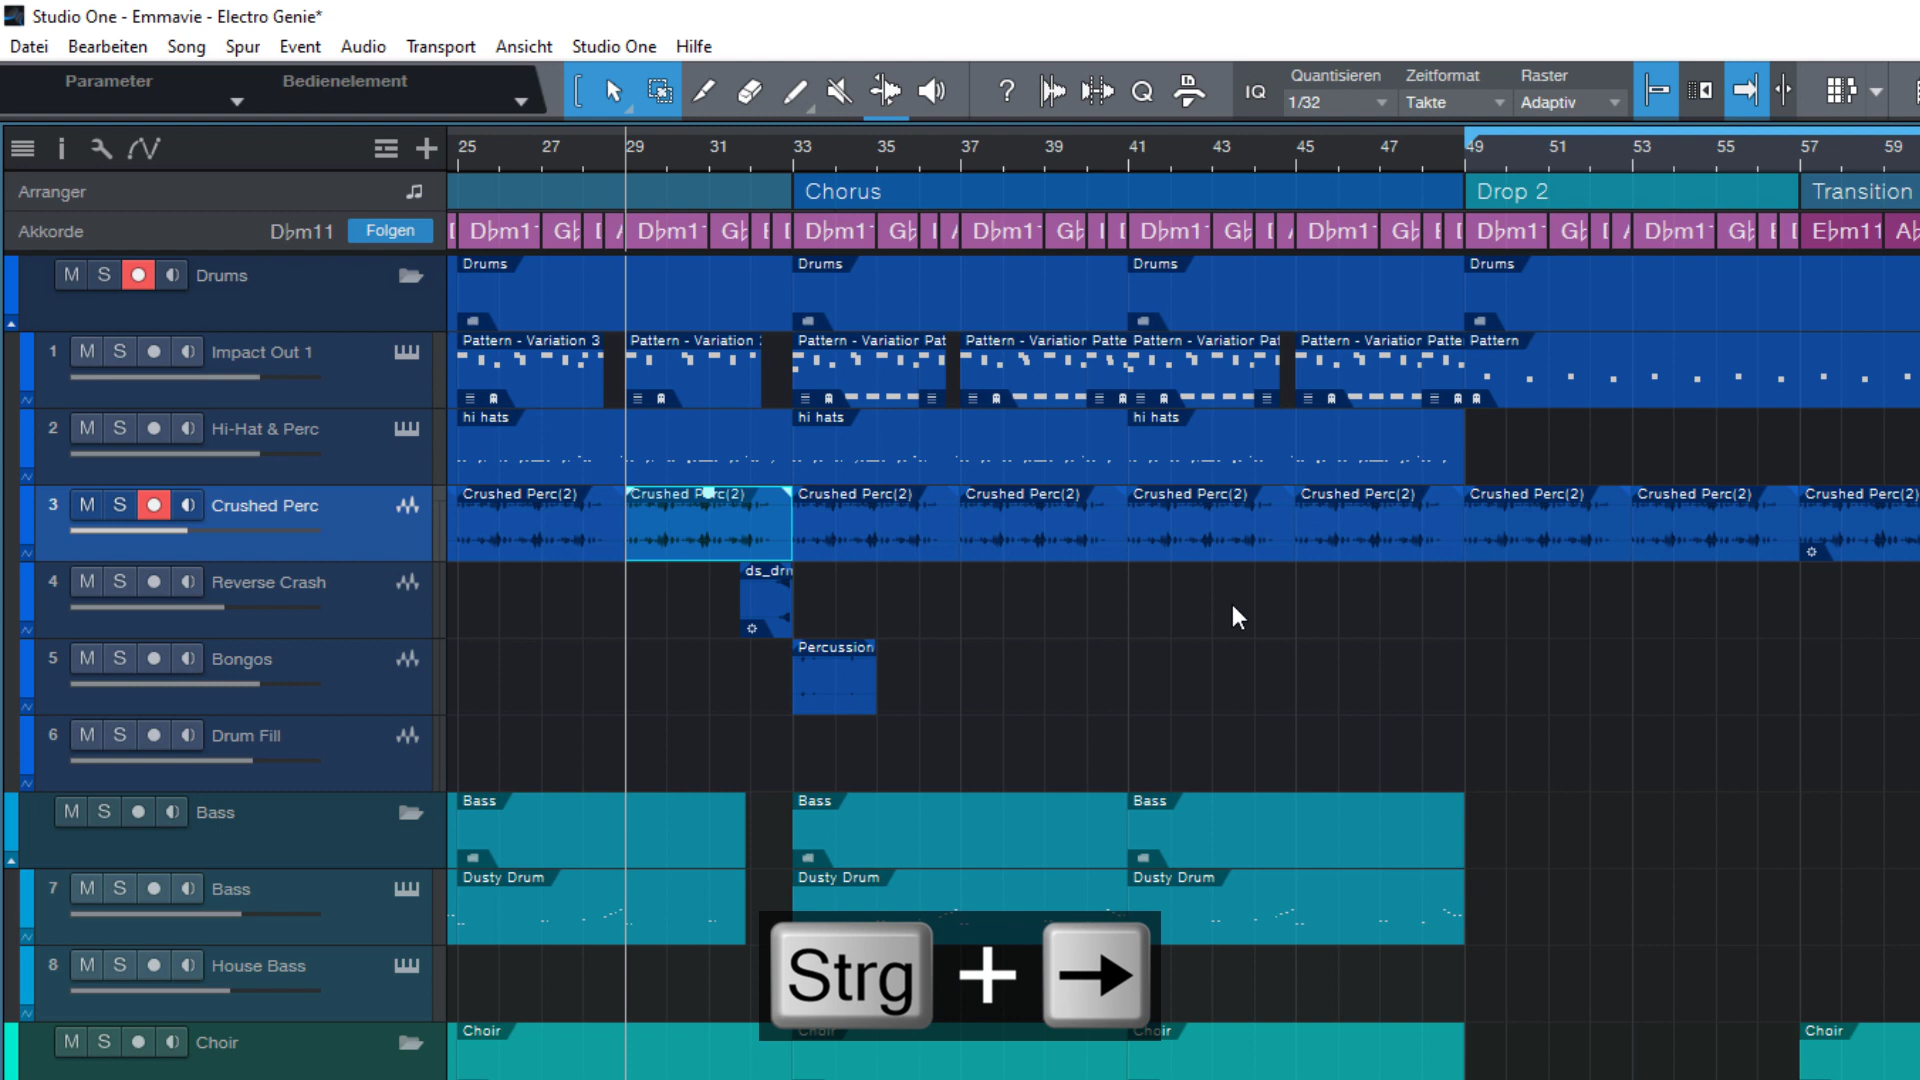 Studio One - Emmavie - Electro Genie*
Datei Bearbeiten Song Spur Event Audio Transport Ansicht Studio One Hilfe
Parameter Bedienelement
? Q IQ Quantisieren Zeitformat Raster
1/32 Takte Adaptiv
i 25 27 29 31 33 35 37 39 41 43 45 47 49 51 53 55 57 59
Arranger Chorus Drop 2 Transition
Akkorde D♭m11 Folgen D♭m1 G♭ D♭m1 G♭ D♭m1 G♭ D♭m1 G♭ D♭m1 G♭ D♭m1 G♭ D♭m1 G♭ D♭m1 G♭ E♭m11 A♭
M S Drums Drums Drums Drums Drums
1 M S Impact Out 1 Pattern - Variation 3 Pattern - Variation Pattern - Variation Pat Pattern - Variation Patte Pattern - Variation Pat Pattern - Variation Patte Pattern
2 M S Hi-Hat & Perc hi hats hi hats hi hats
3 M S Crushed Perc Crushed Perc(2) Crushed Perc(2) Crushed Perc(2) Crushed Perc(2) Crushed Perc(2) Crushed Perc(2) Crushed Perc(2) Crushed Perc(2) Crushed Perc(2)
4 M S Reverse Crash ds_drn
5 M S Bongos Percussion
6 M S Drum Fill
M S Bass Bass Bass Bass
7 M S Bass Dusty Drum Dusty Drum Dusty Drum
8 M S House Bass
Strg + →
M S Choir Choir Choir Choir Choir